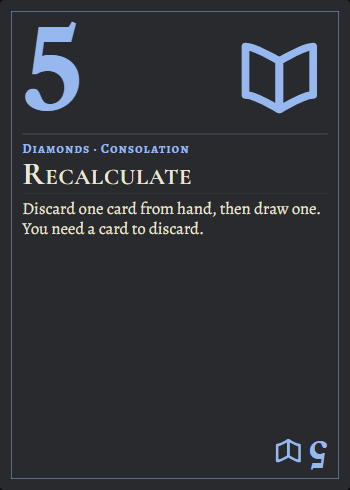 5
Diamonds · Consolation
Recalculate
Discard one card from hand, then draw one.
You need a card to discard.
5